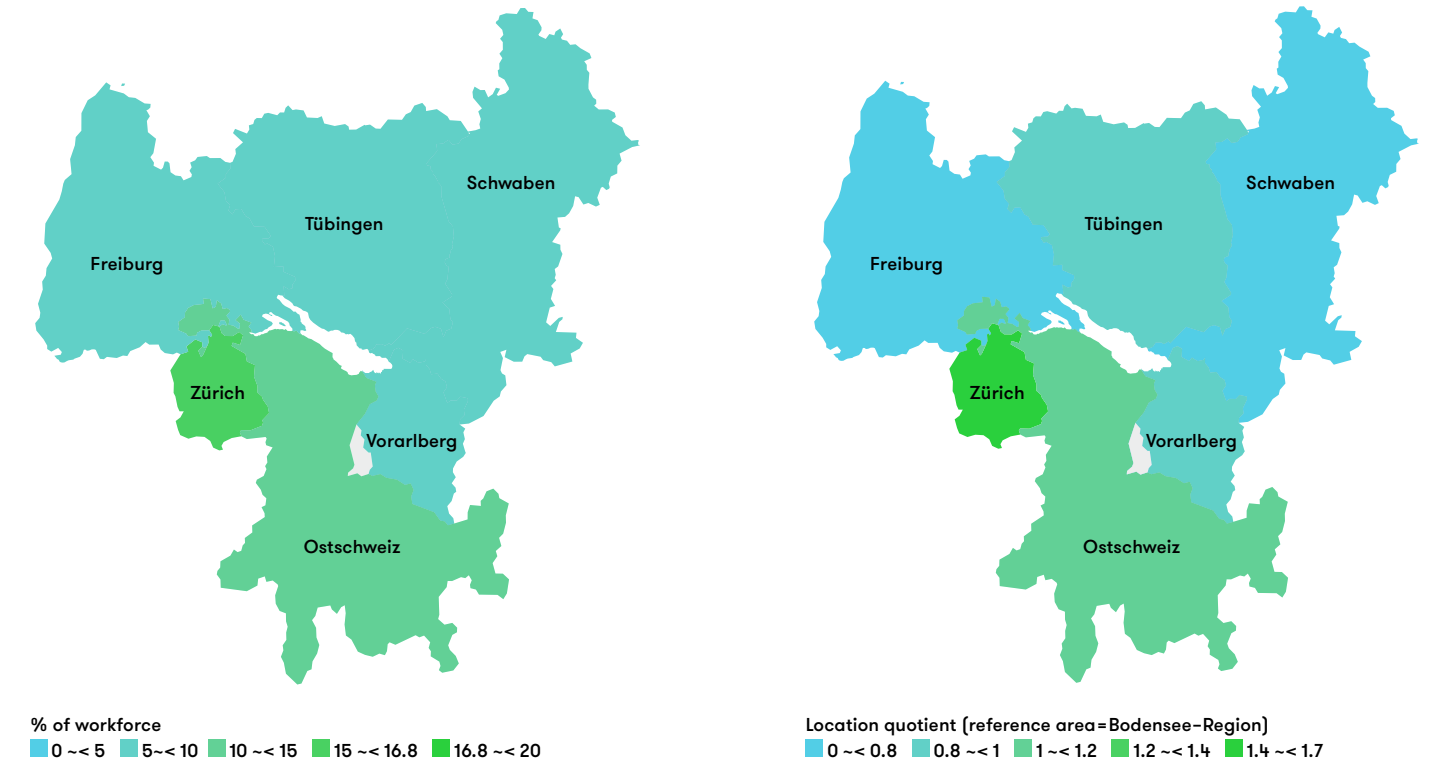 Schwaben
Tübingen
Freiburg
Zürich
Vorarlberg
Ostschweiz
% of workforce
0 ~< 5 5~< 10 10 ~< 15 15 ~< 16.8 16.8 ~< 20
Schwaben
Tübingen
Freiburg
Zürich
Vorarlberg
Ostschweiz
Location quotient (reference area=Bodensee-Region)
0 ~< 0.8 0.8 ~< 1 1 ~< 1.2 1.2 ~< 1.4 1.4 ~< 1.7